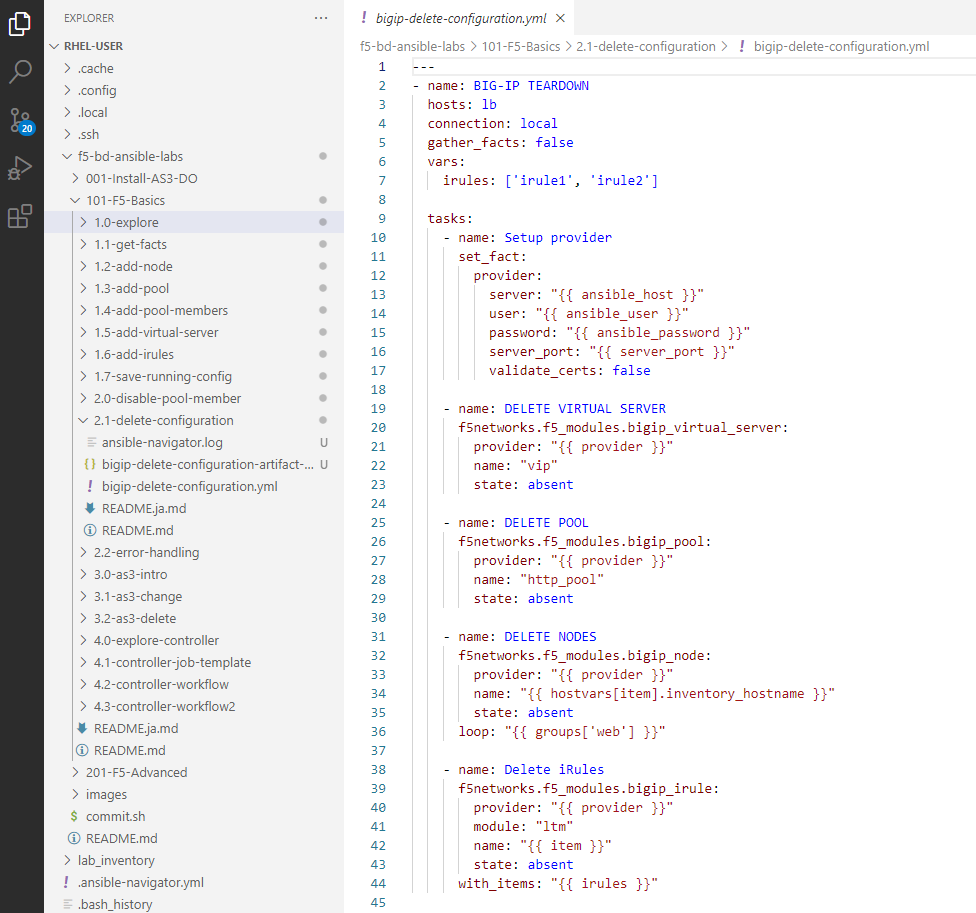 EXPLORER
RHEL-USER
.cache
.config
.local
.ssh
20
f5-bd-ansible-labs
001-Install-AS3-DO
101-F5-Basics
1.0-explore
1.1-get-facts
1.2-add-node
1.3-add-pool
1.4-add-pool-members
1.5-add-virtual-server
1.6-add-irules
1.7-save-running-config
2.0-disable-pool-member
2.1-delete-configuration
ansible-navigator.log U
{} bigip-delete-configuration-artifact-... U
! bigip-delete-configuration.yml
README.ja.md
README.md
2.2-error-handling
3.0-as3-intro
3.1-as3-change
3.2-as3-delete
4.0-explore-controller
4.1-controller-job-template
4.2-controller-workflow
4.3-controller-workflow2
README.ja.md
README.md
201-F5-Advanced
images
$ commit.sh
README.md
lab_inventory
! .ansible-navigator.yml
.bash_history
! bigip-delete-configuration.yml ×
f5-bd-ansible-labs > 101-F5-Basics > 2.1-delete-configuration > ! bigip-delete-configuration.yml
1 ---
2 - name: BIG-IP TEARDOWN
3   hosts: lb
4   connection: local
5   gather_facts: false
6   vars:
7     irules: ['irule1', 'irule2']
8
9   tasks:
10     - name: Setup provider
11       set_fact:
12         provider:
13           server: "{{ ansible_host }}"
14           user: "{{ ansible_user }}"
15           password: "{{ ansible_password }}"
16           server_port: "{{ server_port }}"
17           validate_certs: false
18
19     - name: DELETE VIRTUAL SERVER
20       f5networks.f5_modules.bigip_virtual_server:
21         provider: "{{ provider }}"
22         name: "vip"
23         state: absent
24
25     - name: DELETE POOL
26       f5networks.f5_modules.bigip_pool:
27         provider: "{{ provider }}"
28         name: "http_pool"
29         state: absent
30
31     - name: DELETE NODES
32       f5networks.f5_modules.bigip_node:
33         provider: "{{ provider }}"
34         name: "{{ hostvars[item].inventory_hostname }}"
35         state: absent
36       loop: "{{ groups['web'] }}"
37
38     - name: Delete iRules
39       f5networks.f5_modules.bigip_irule:
40         provider: "{{ provider }}"
41         module: "ltm"
42         name: "{{ item }}"
43         state: absent
44       with_items: "{{ irules }}"
45